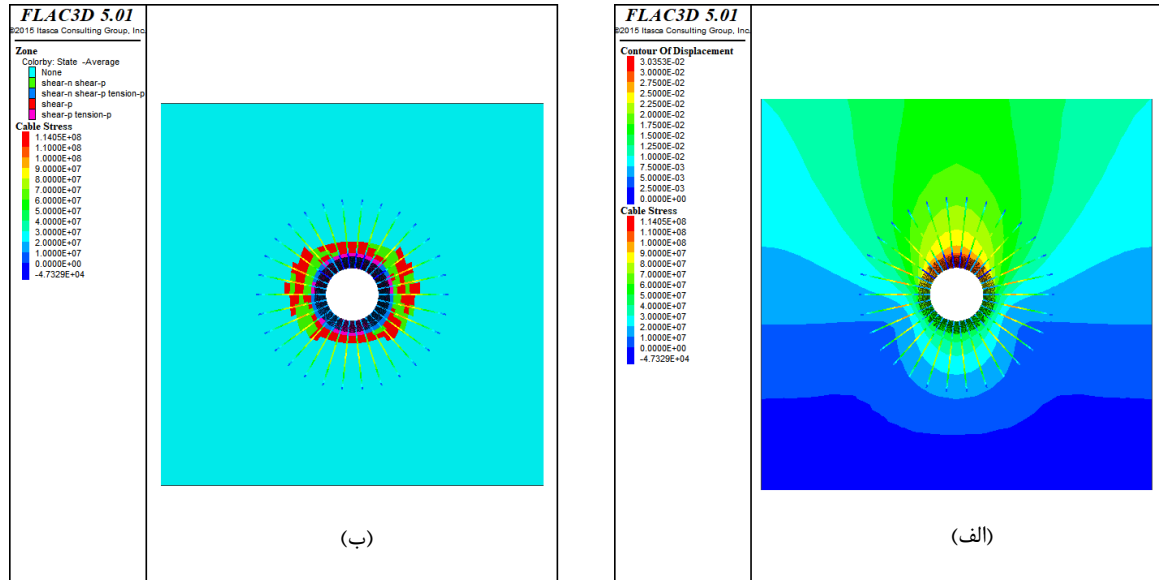 FLAC3D 5.01
©2015 Itasca Consulting Group, Inc.
Zone
Colorby: State -Average
None
shear-n shear-p
shear-n shear-p tension-p
shear-p
shear-p tension-p
Cable Stress
1.1405E+08
1.1000E+08
1.0000E+08
9.0000E+07
8.0000E+07
7.0000E+07
6.0000E+07
5.0000E+07
4.0000E+07
3.0000E+07
2.0000E+07
1.0000E+07
0.0000E+00
-4.7329E+04
(ب)
FLAC3D 5.01
©2015 Itasca Consulting Group, Inc.
Contour Of Displacement
3.0353E-02
3.0000E-02
2.7500E-02
2.5000E-02
2.2500E-02
2.0000E-02
1.7500E-02
1.5000E-02
1.2500E-02
1.0000E-02
7.5000E-03
5.0000E-03
2.5000E-03
0.0000E+00
Cable Stress
1.1405E+08
1.1000E+08
1.0000E+08
9.0000E+07
8.0000E+07
7.0000E+07
6.0000E+07
5.0000E+07
4.0000E+07
3.0000E+07
2.0000E+07
1.0000E+07
0.0000E+00
-4.7329E+04
(الف)